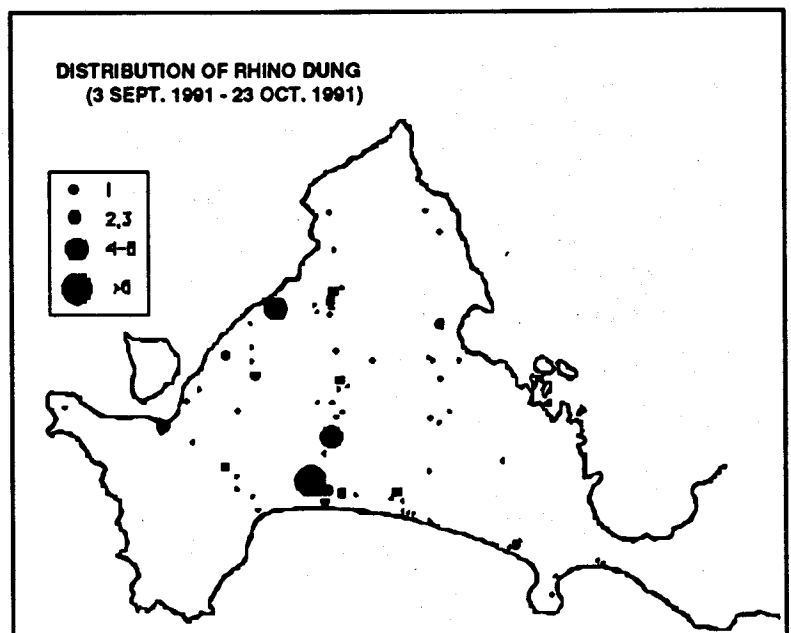 DISTRIBUTION OF RHINO DUNG
(3 SEPT. 1991 - 23 OCT. 1991)
1
2,3